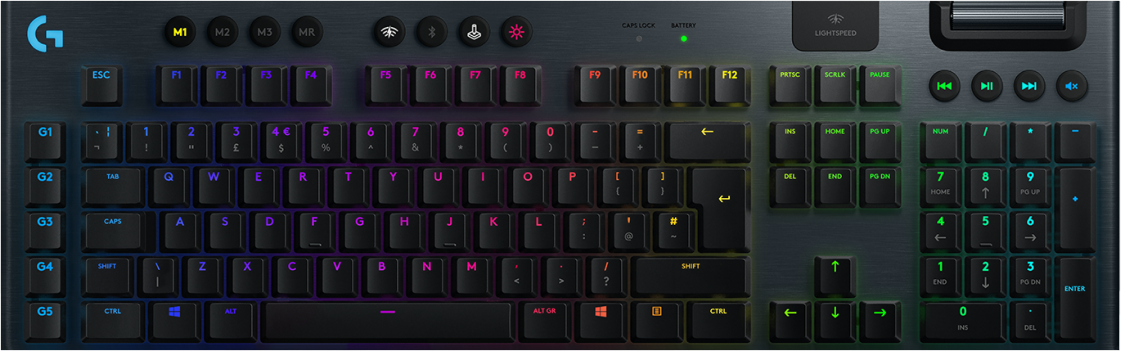 M1 M2 M3 MR CAPS LOCK BATTERY LIGHTSPEED
ESC F1 F2 F3 F4 F5 F6 F7 F8 F9 F10 F11 F12 PRTSC SCRLK PAUSE
G1 ` ¦ ¬ 1 ! 2 " 3 £ 4 € $ 5 % 6 ^ 7 & 8 * 9 ( 0 ) - _ = + ← INS HOME PG UP NUM / * -
G2 TAB Q W E R T Y U I O P [ { ] } ↵ DEL END PG DN 7 HOME 8 ↑ 9 PG UP +
G3 CAPS A S D F G H J K L ; : ' @ # ~ 4 ← 5 6 →
G4 SHIFT \ | Z X C V B N M , < . > / ? SHIFT ↑ 1 END 2 ↓ 3 PG DN ENTER
G5 CTRL ALT ALT GR CTRL ← ↓ → 0 INS . DEL